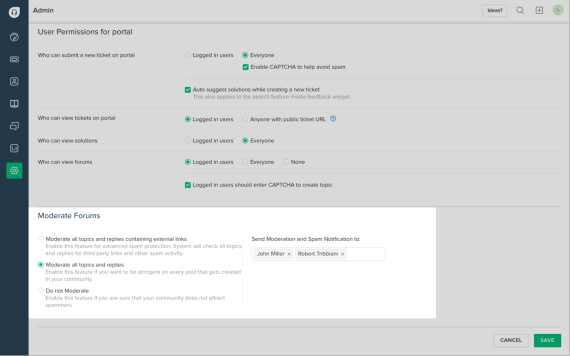 Admin
Ideas?
L
User Permissions for portal
Who can submit a new ticket on portal
Logged in users
Everyone
Enable CAPTCHA to help avoid spam
Auto suggest solutions while creating a new ticket
This also applies to the search feature inside feedback widget.
Who can view tickets on portal
Logged in users
Anyone with public ticket URL
Who can view solutions
Logged in users
Everyone
Who can view forums
Logged in users
Everyone
None
Logged in users should enter CAPTCHA to create topic
Moderate Forums
Moderate all topics and replies containing external links
Enable this feature for advanced spam protection. System will check all topics
and replies for third party links and other spam activity.
Moderate all topics and replies
Enable this feature if you want to be stringent on every post that gets created
in your community.
Do not Moderate
Enable this feature if you are sure that your community does not attract
spammers.
Send Moderation and Spam Notification to:
John Miller ×
Robert Tribbiani ×
CANCEL
SAVE